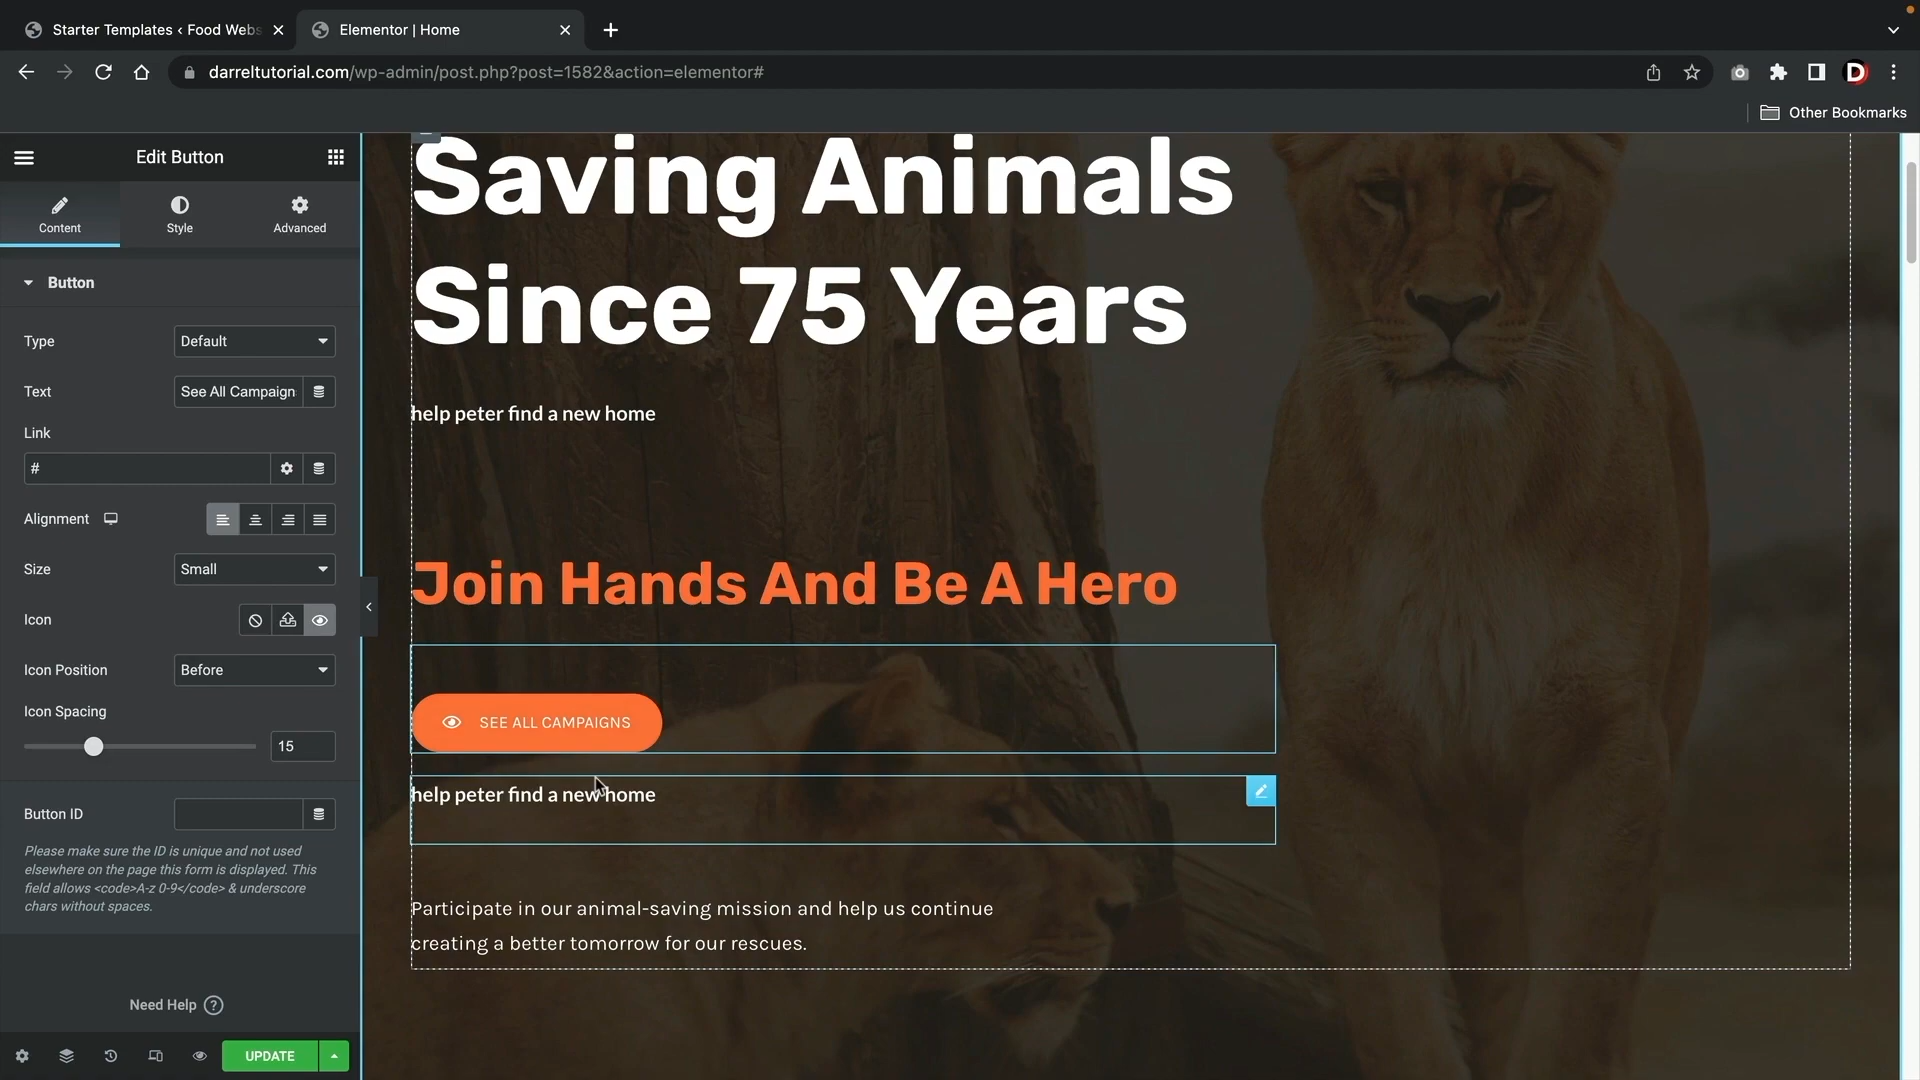 Starter Templates ‹ Food Webs
Elementor | Home
darreltutorial.com/wp-admin/post.php?post=1582&action=elementor#
D
Other Bookmarks
Edit Button
Content
Style
Advanced
Button
Type
Default
Text
See All Campaign
Link
#
Alignment
Size
Small
Icon
Icon Position
Before
Icon Spacing
15
Button ID
Please make sure the ID is unique and not used
elsewhere on the page this form is displayed. This
field allows <code>A-z 0-9</code> & underscore
chars without spaces.
Need Help ?
UPDATE
Saving Animals
Since 75 Years
help peter find a new home
Join Hands And Be A Hero
SEE ALL CAMPAIGNS
help peter find a new home
Participate in our animal-saving mission and help us continue
creating a better tomorrow for our rescues.